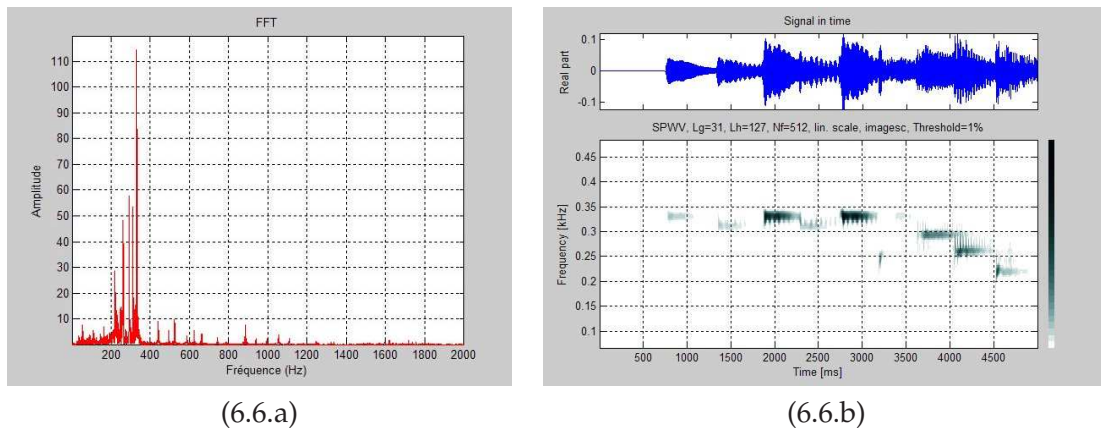 FFT
110
100
90
80
70
60
50
40
30
20
10
Amplitude
200 400 600 800 1000 1200 1400 1600 1800 2000
Fréquence (Hz)
(6.6.a)
Signal in time
0.1
0
-0.1
Real part
SPWV, Lg=31, Lh=127, Nf=512, lin. scale, imagesc, Threshold=1%
0.45
0.4
0.35
0.3
0.25
0.2
0.15
0.1
Frequency [kHz]
500 1000 1500 2000 2500 3000 3500 4000 4500
Time [ms]
(6.6.b)